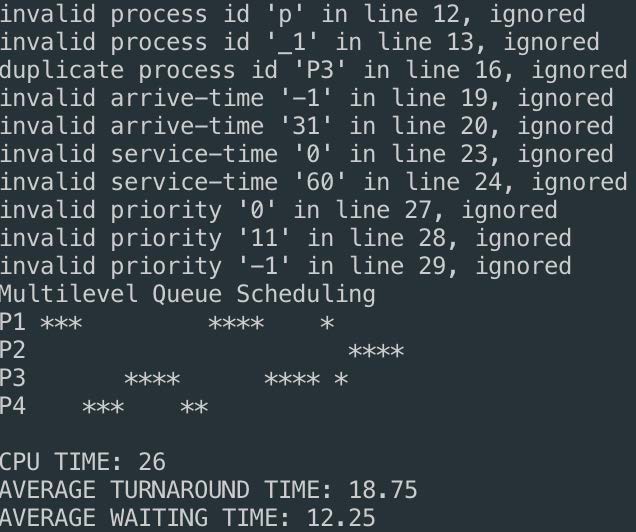 invalid process id 'p' in line 12, ignored
invalid process id '_1' in line 13, ignored
duplicate process id 'P3' in line 16, ignored
invalid arrive-time '-1' in line 19, ignored
invalid arrive-time '31' in line 20, ignored
invalid service-time '0' in line 23, ignored
invalid service-time '60' in line 24, ignored
invalid priority '0' in line 27, ignored
invalid priority '11' in line 28, ignored
invalid priority '-1' in line 29, ignored
Multilevel Queue Scheduling
P1 ***         ****    *
P2                       ****
P3       ****      **** *
P4    ***    **

CPU TIME: 26
AVERAGE TURNAROUND TIME: 18.75
AVERAGE WAITING TIME: 12.25